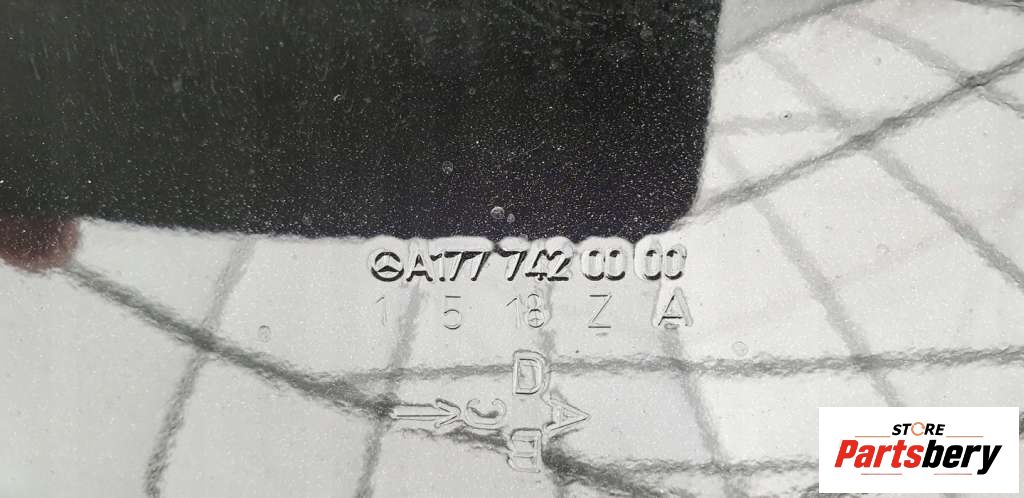 A177 742 00 00
1 5 18 Z A
D
C A
B
STORE
Partsbery